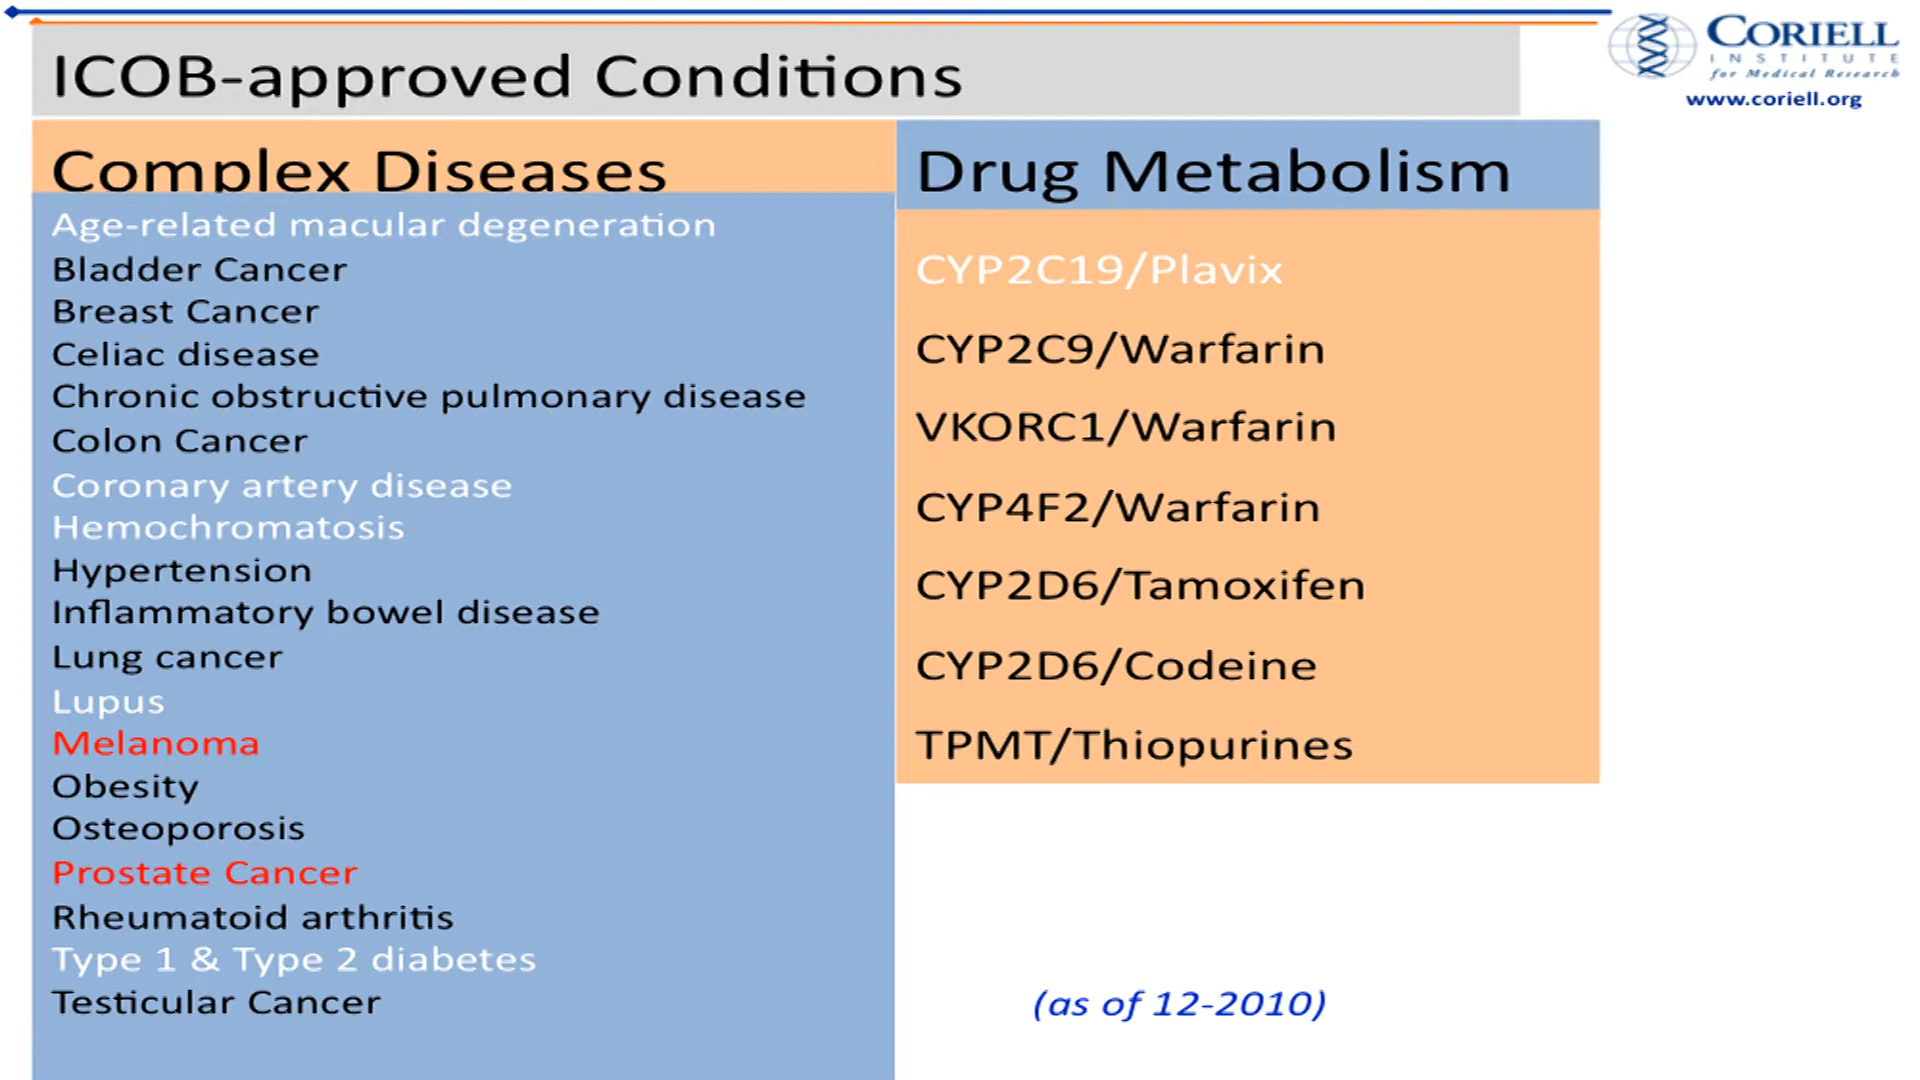 CORIELL
INSTITUTE
for Medical Research
www.coriell.org
ICOB-approved Conditions
Complex Diseases
Age-related macular degeneration
Bladder Cancer
Breast Cancer
Celiac disease
Chronic obstructive pulmonary disease
Colon Cancer
Coronary artery disease
Hemochromatosis
Hypertension
Inflammatory bowel disease
Lung cancer
Lupus
Melanoma
Obesity
Osteoporosis
Prostate Cancer
Rheumatoid arthritis
Type 1 & Type 2 diabetes
Testicular Cancer
Drug Metabolism
CYP2C19/Plavix
CYP2C9/Warfarin
VKORC1/Warfarin
CYP4F2/Warfarin
CYP2D6/Tamoxifen
CYP2D6/Codeine
TPMT/Thiopurines
(as of 12-2010)